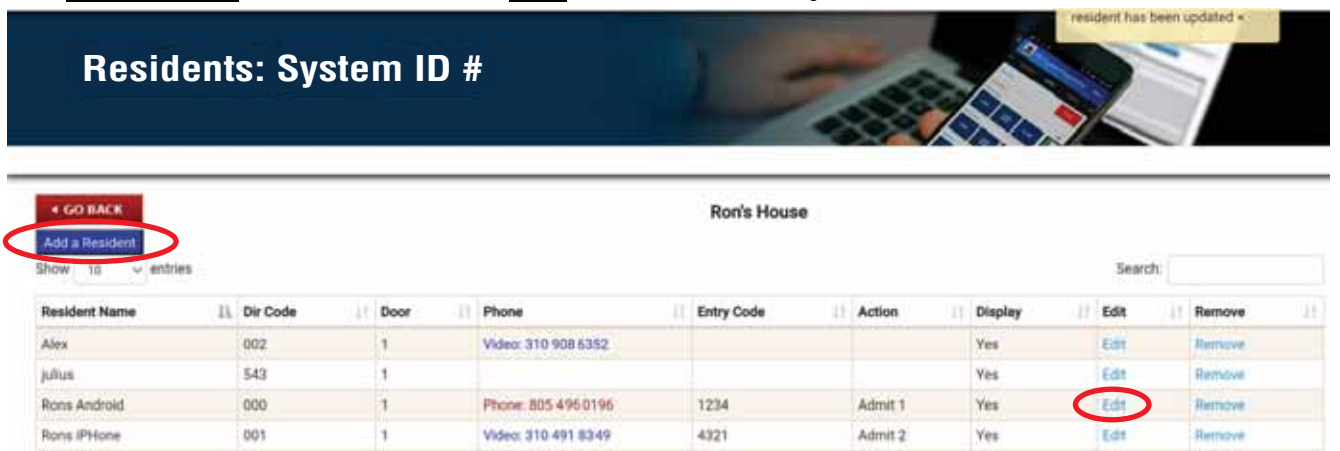 resident has been updated ×
Residents: System ID #
GO BACK
Ron's House
Add a Resident
Show 10 entries
Search:
Resident Name Dir Code Door Phone Entry Code Action Display Edit Remove
Alex 002 1 Video: 310 908 6352 Yes Edit Remove
julius 543 1 Yes Edit Remove
Rons Android 000 1 Phone: 805 496 0196 1234 Admit 1 Yes Edit Remove
Rons IPHone 001 1 Video: 310 491 8349 4321 Admit 2 Yes Edit Remove